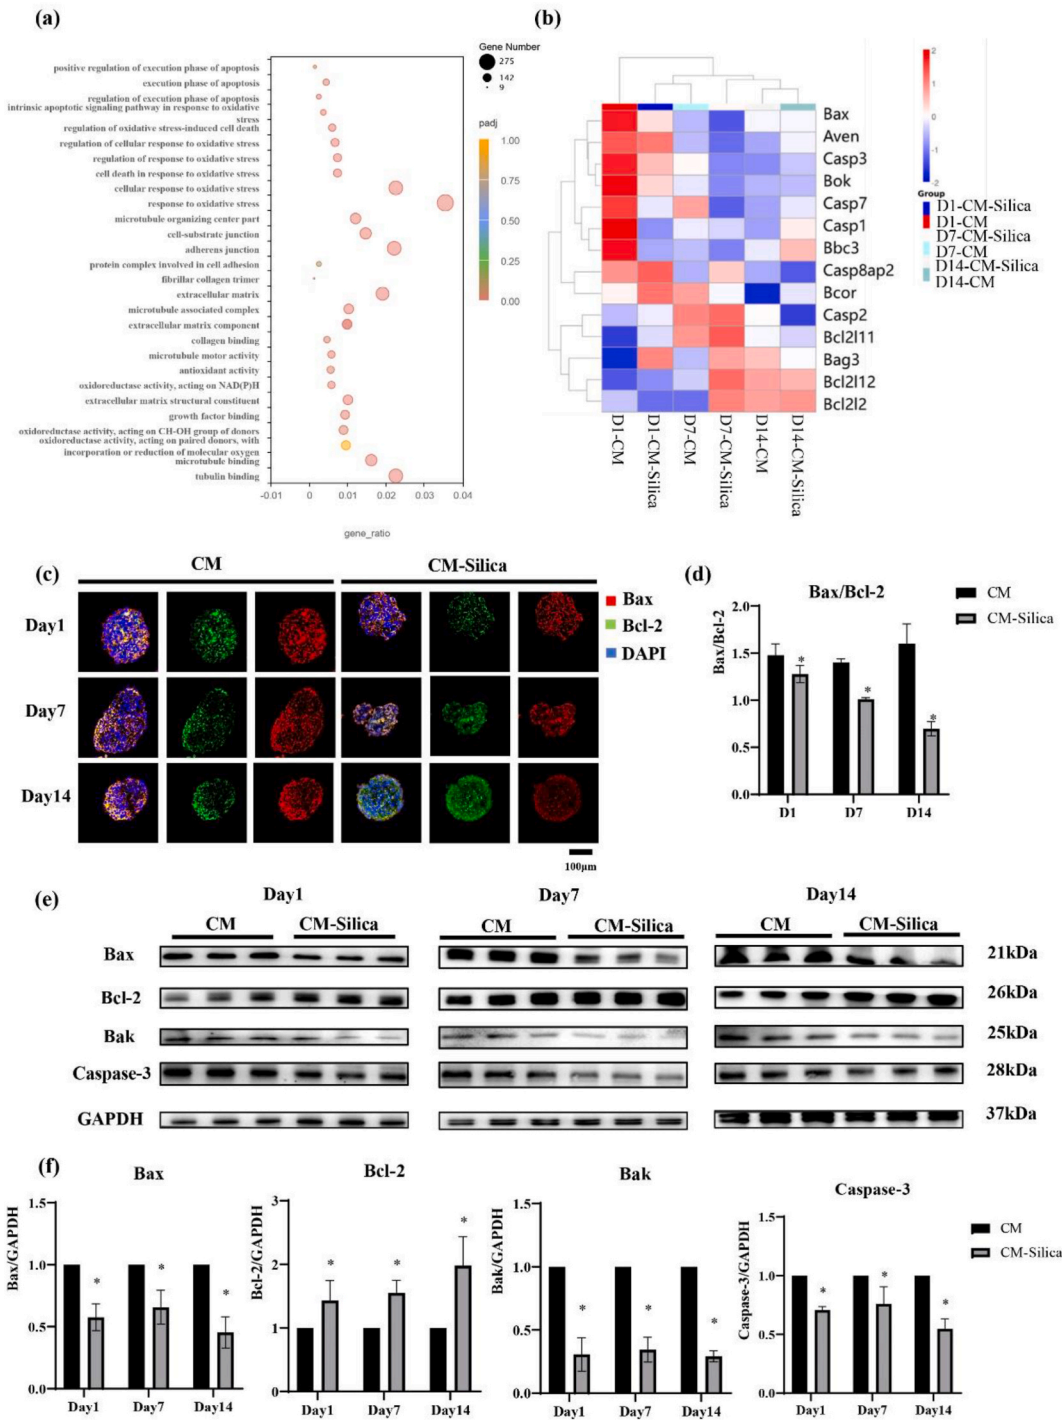 (a)
Gene Number
275
142
9
padj
1.00
0.75
0.50
0.25
0.00
positive regulation of execution phase of apoptosis
execution phase of apoptosis
regulation of execution phase of apoptosis
intrinsic apoptotic signaling pathway in response to oxidative
stress
regulation of oxidative stress-induced cell death
regulation of cellular response to oxidative stress
regulation of response to oxidative stress
cell death in response to oxidative stress
cellular response to oxidative stress
response to oxidative stress
microtubule organizing center part
cell-substrate junction
adherens junction
protein complex involved in cell adhesion
fibrillar collagen trimer
extracellular matrix
microtubule associated complex
extracellular matrix component
collagen binding
microtubule motor activity
antioxidant activity
oxidoreductase activity, acting on NAD(P)H
extracellular matrix structural constituent
growth factor binding
oxidoreductase activity, acting on CH-OH group of donors
oxidoreductase activity, acting on paired donors, with
incorporation or reduction of molecular oxygen
microtubule binding
tubulin binding
-0.01 0 0.01 0.02 0.03 0.04
gene_ratio
(b)
Bax
Aven
Casp3
Bok
Casp7
Casp1
Bbc3
Casp8ap2
Bcor
Casp2
Bcl2l11
Bag3
Bcl2l12
Bcl2l2
D1-CM
D1-CM-Silica
D7-CM
D7-CM-Silica
D14-CM
D14-CM-Silica
2
1
0
-1
-2
Group
D1-CM-Silica
D1-CM
D7-CM-Silica
D7-CM
D14-CM-Silica
D14-CM
(c)
CM CM-Silica
Day1
Day7
Day14
Bax
Bcl-2
DAPI
100μm
(d)
Bax/Bcl-2
CM
CM-Silica
Bax/Bcl-2
2.0
1.5
1.0
0.5
0.0
* * *
D1 D7 D14
(e)
Day1 Day7 Day14
CM CM-Silica CM CM-Silica CM CM-Silica
Bax 21kDa
Bcl-2 26kDa
Bak 25kDa
Caspase-3 28kDa
GAPDH 37kDa
(f)
Bax
Bax/GAPDH
1.5
1.0
0.5
0.0
* * *
Day1 Day7 Day14
Bcl-2
Bcl-2/GAPDH
3
2
1
0
* * *
Day1 Day7 Day14
Bak
Bak/GAPDH
1.5
1.0
0.5
0.0
* * *
Day1 Day7 Day14
Caspase-3
Caspase-3/GAPDH
1.5
1.0
0.5
0.0
* * *
Day1 Day7 Day14
CM
CM-Silica